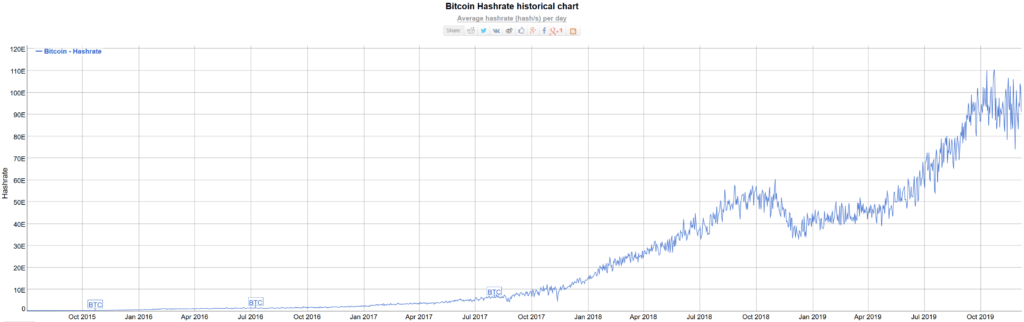 Bitcoin Hashrate historical chart
Average hashrate (hash/s) per day
Share
+1
Bitcoin - Hashrate
Hashrate
120E
110E
100E
90E
80E
70E
60E
50E
40E
30E
20E
10E
0
BTC
BTC
BTC
Oct 2015 Jan 2016 Apr 2016 Jul 2016 Oct 2016 Jan 2017 Apr 2017 Jul 2017 Oct 2017 Jan 2018 Apr 2018 Jul 2018 Oct 2018 Jan 2019 Apr 2019 Jul 2019 Oct 2019